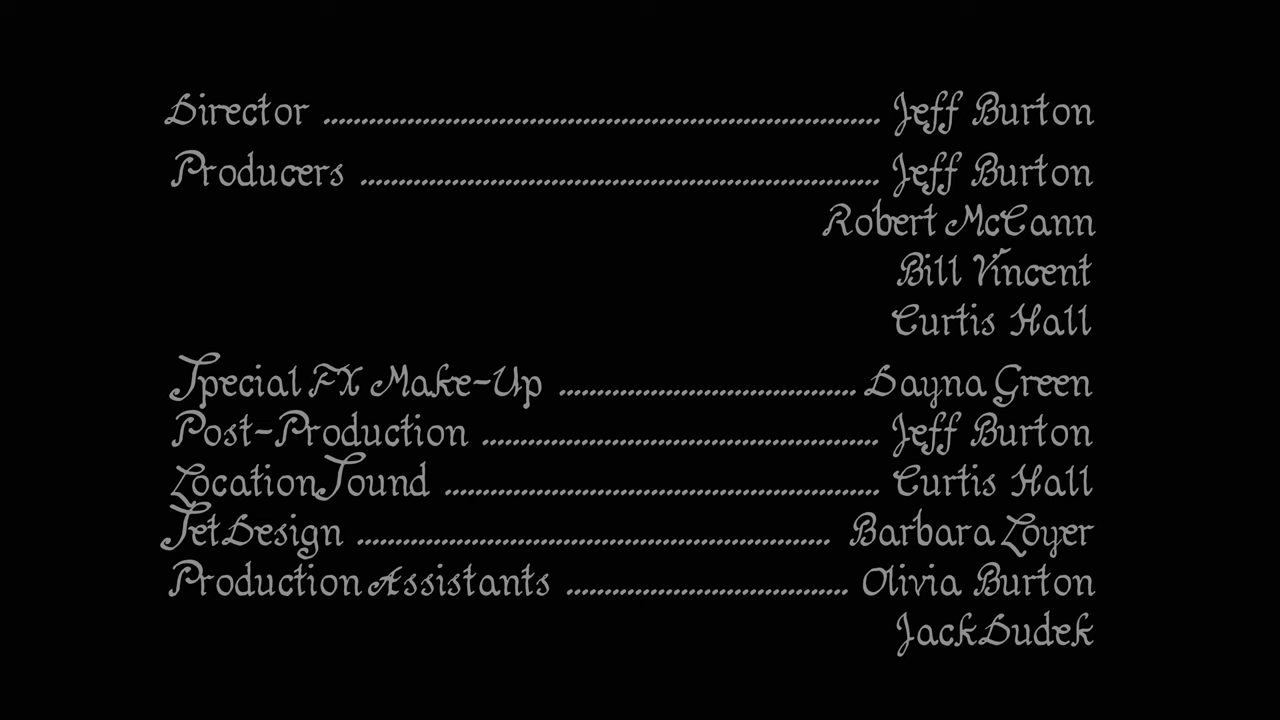 Director ........................................................................ Jeff Burton
Producers ................................................................... Jeff Burton
Robert McCann
Bill Vincent
Curtis Hall
Special FX Make-Up ...................................... Dayna Green
Post-Production ................................................... Jeff Burton
Location Sound ........................................................ Curtis Hall
Set Design ............................................................. Barbara Loyer
Production Assistants .................................... Olivia Burton
Jack Dudek